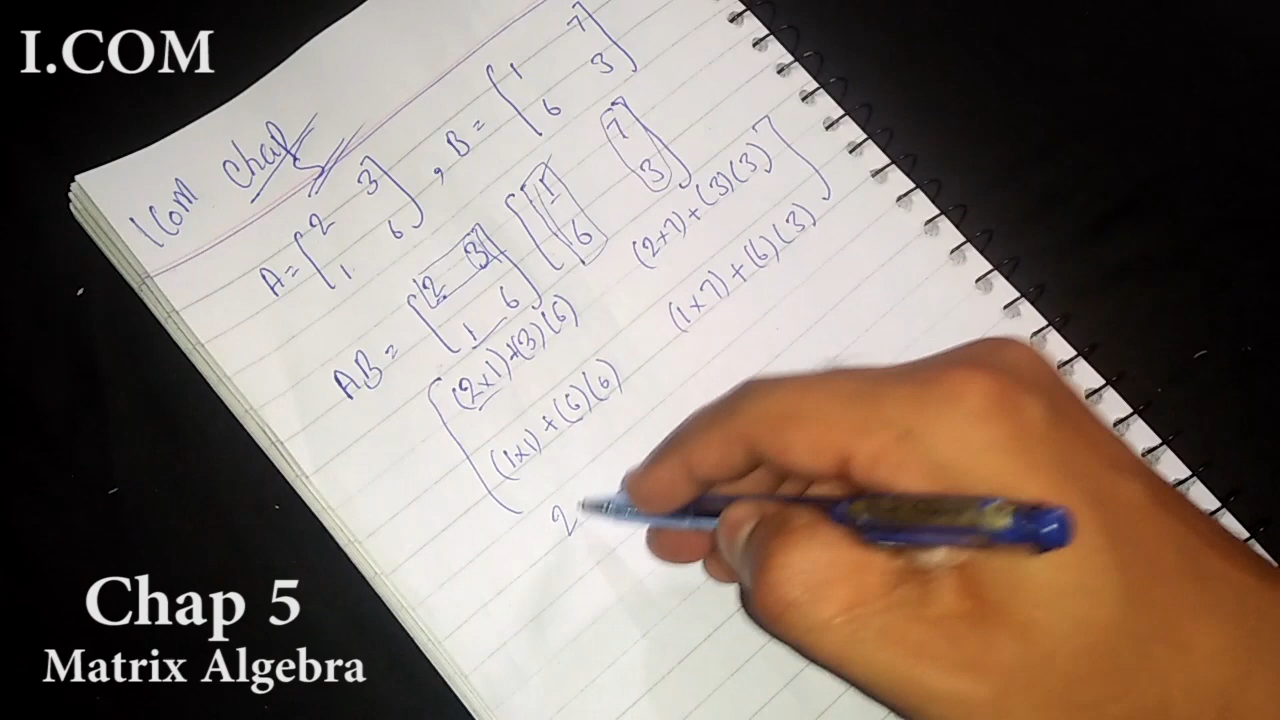 I.COM
ICOM Chap 5
A = [2 3
1 6] , B = [1 7
6 3]
AB = [2 3
1 6] [1 7
6 3]
[(2×1)+(3)(6) (2+7)+(3)(3)
(1×1)+(6)(6) (1×7)+(6)(3)]
2
Chap 5
Matrix Algebra